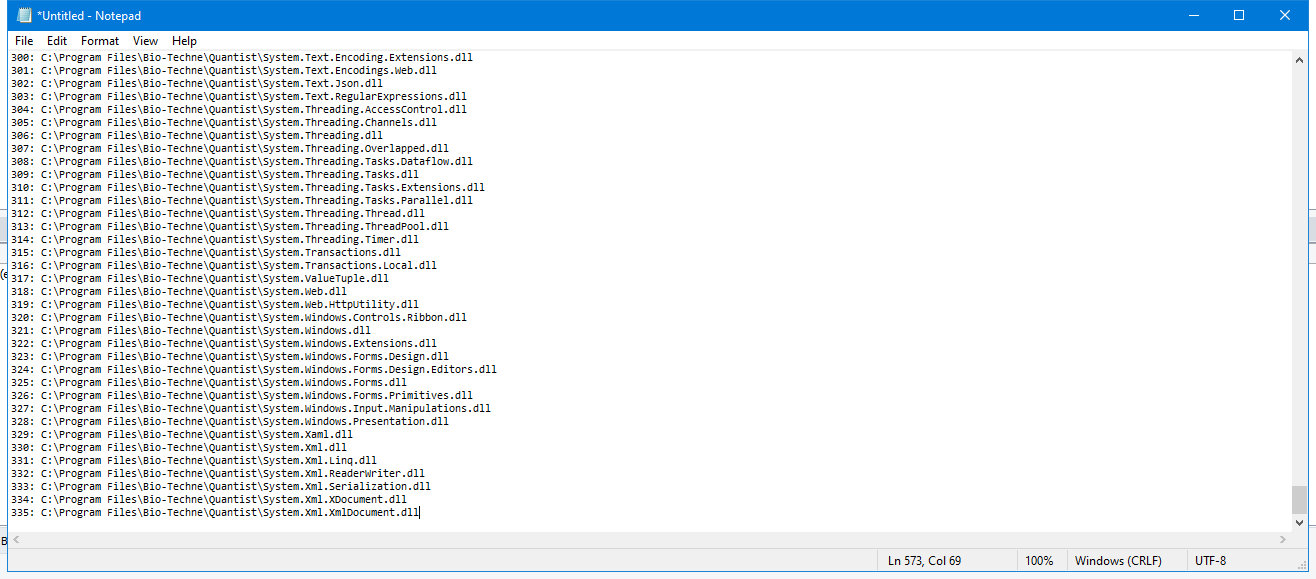 *Untitled - Notepad
File Edit Format View Help
300: C:\Program Files\Bio-Techne\Quantist\System.Text.Encoding.Extensions.dll
301: C:\Program Files\Bio-Techne\Quantist\System.Text.Encodings.Web.dll
302: C:\Program Files\Bio-Techne\Quantist\System.Text.Json.dll
303: C:\Program Files\Bio-Techne\Quantist\System.Text.RegularExpressions.dll
304: C:\Program Files\Bio-Techne\Quantist\System.Threading.AccessControl.dll
305: C:\Program Files\Bio-Techne\Quantist\System.Threading.Channels.dll
306: C:\Program Files\Bio-Techne\Quantist\System.Threading.dll
307: C:\Program Files\Bio-Techne\Quantist\System.Threading.Overlapped.dll
308: C:\Program Files\Bio-Techne\Quantist\System.Threading.Tasks.Dataflow.dll
309: C:\Program Files\Bio-Techne\Quantist\System.Threading.Tasks.dll
310: C:\Program Files\Bio-Techne\Quantist\System.Threading.Tasks.Extensions.dll
311: C:\Program Files\Bio-Techne\Quantist\System.Threading.Tasks.Parallel.dll
312: C:\Program Files\Bio-Techne\Quantist\System.Threading.Thread.dll
313: C:\Program Files\Bio-Techne\Quantist\System.Threading.ThreadPool.dll
314: C:\Program Files\Bio-Techne\Quantist\System.Threading.Timer.dll
315: C:\Program Files\Bio-Techne\Quantist\System.Transactions.dll
316: C:\Program Files\Bio-Techne\Quantist\System.Transactions.Local.dll
317: C:\Program Files\Bio-Techne\Quantist\System.ValueTuple.dll
318: C:\Program Files\Bio-Techne\Quantist\System.Web.dll
319: C:\Program Files\Bio-Techne\Quantist\System.Web.HttpUtility.dll
320: C:\Program Files\Bio-Techne\Quantist\System.Windows.Controls.Ribbon.dll
321: C:\Program Files\Bio-Techne\Quantist\System.Windows.dll
322: C:\Program Files\Bio-Techne\Quantist\System.Windows.Extensions.dll
323: C:\Program Files\Bio-Techne\Quantist\System.Windows.Forms.Design.dll
324: C:\Program Files\Bio-Techne\Quantist\System.Windows.Forms.Design.Editors.dll
325: C:\Program Files\Bio-Techne\Quantist\System.Windows.Forms.dll
326: C:\Program Files\Bio-Techne\Quantist\System.Windows.Forms.Primitives.dll
327: C:\Program Files\Bio-Techne\Quantist\System.Windows.Input.Manipulations.dll
328: C:\Program Files\Bio-Techne\Quantist\System.Windows.Presentation.dll
329: C:\Program Files\Bio-Techne\Quantist\System.Xaml.dll
330: C:\Program Files\Bio-Techne\Quantist\System.Xml.dll
331: C:\Program Files\Bio-Techne\Quantist\System.Xml.Linq.dll
332: C:\Program Files\Bio-Techne\Quantist\System.Xml.ReaderWriter.dll
333: C:\Program Files\Bio-Techne\Quantist\System.Xml.Serialization.dll
334: C:\Program Files\Bio-Techne\Quantist\System.Xml.XDocument.dll
335: C:\Program Files\Bio-Techne\Quantist\System.Xml.XmlDocument.dll
Ln 573, Col 69 100% Windows (CRLF) UTF-8